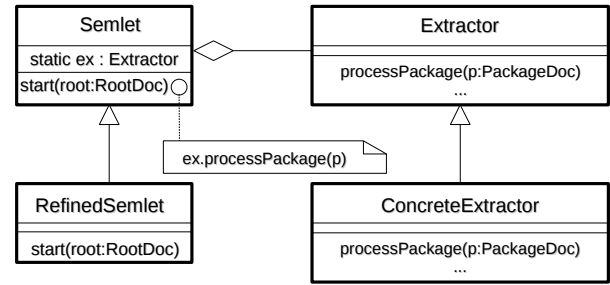 Semlet
static ex : Extractor
start(root:RootDoc)
Extractor
processPackage(p:PackageDoc)
...
ex.processPackage(p)
RefinedSemlet
start(root:RootDoc)
ConcreteExtractor
processPackage(p:PackageDoc)
...